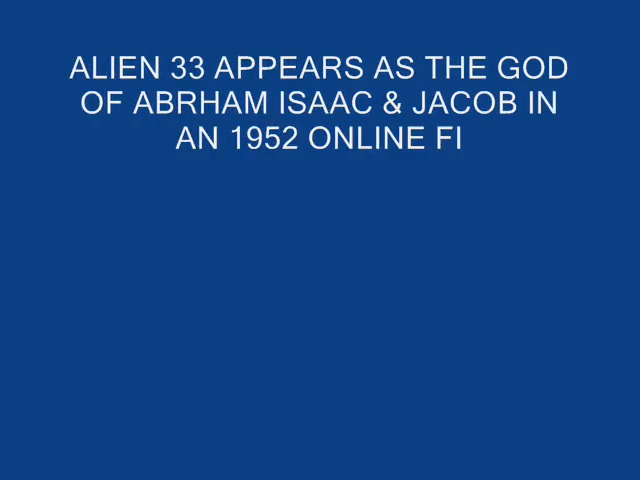 ALIEN 33 APPEARS AS THE GOD
OF ABRHAM ISAAC & JACOB IN
AN 1952 ONLINE FI